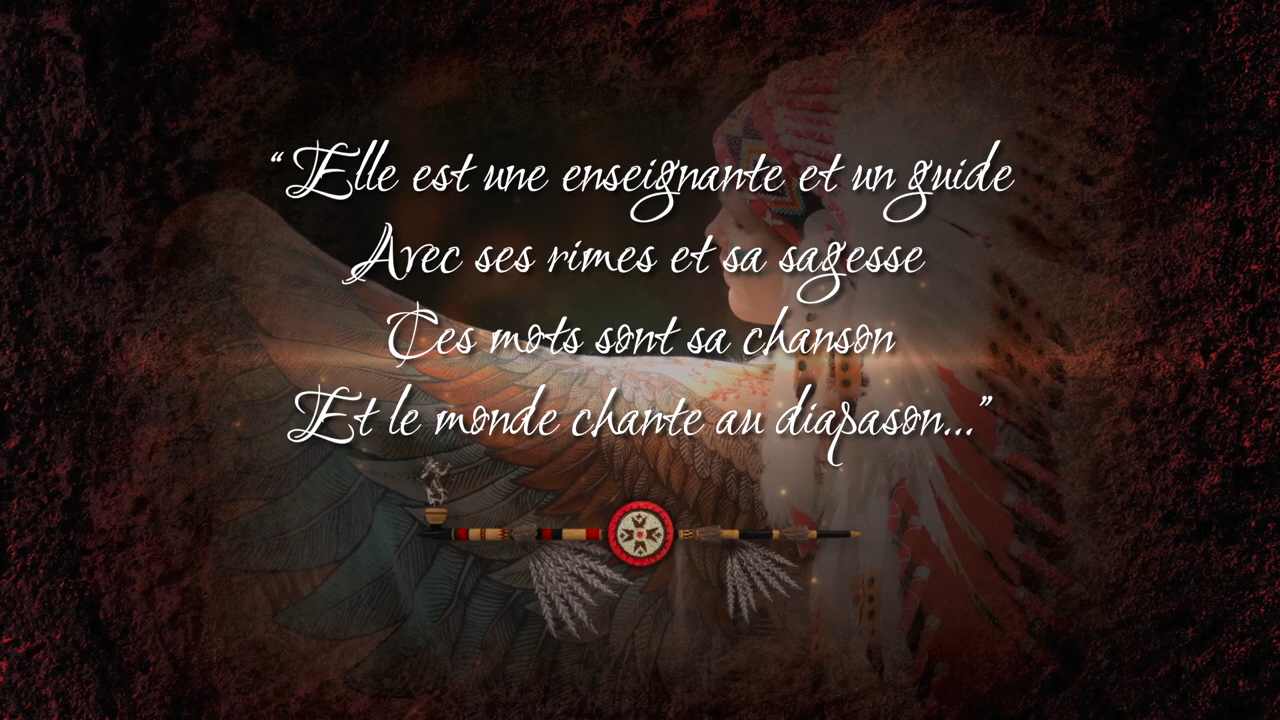 “Elle est une enseignante et un guide
Avec ses rimes et sa sagesse
Ces mots sont sa chanson
Et le monde chante au diapason...”